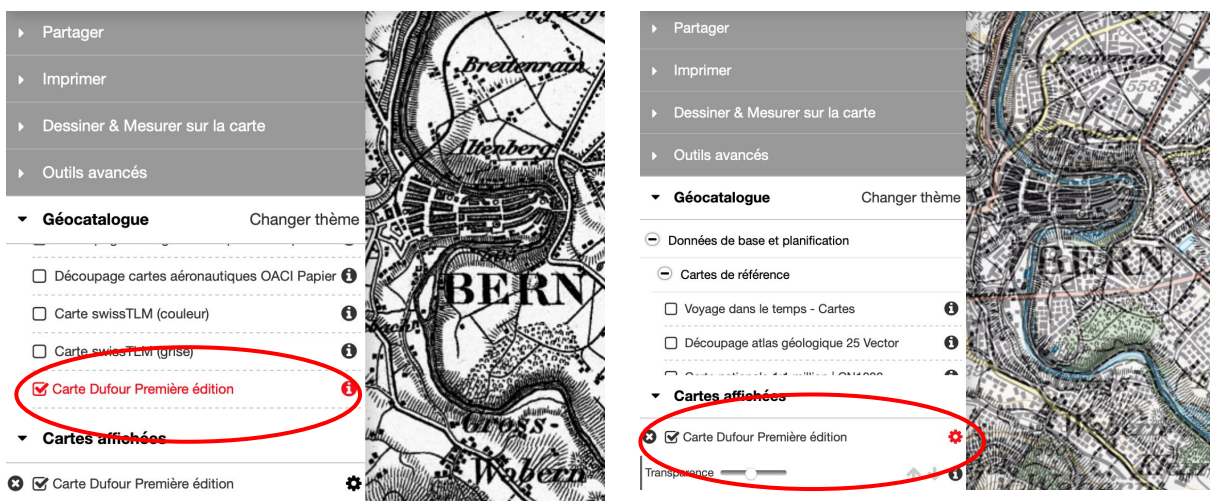 Partager
Imprimer
Dessiner & Mesurer sur la carte
Outils avancés
Géocatalogue Changer thème
Découpage cartes aéronautiques OACI Papier
Carte swissTLM (couleur)
Carte swissTLM (grise)
Carte Dufour Première édition
Cartes affichées
Carte Dufour Première édition
Breitenrain
Altenberg
BERN
Gross-
Wabern
Partager
Imprimer
Dessiner & Mesurer sur la carte
Outils avancés
Géocatalogue Changer thème
Données de base et planification
Cartes de référence
Voyage dans le temps - Cartes
Découpage atlas géologique 25 Vector
Cartes affichées
Carte Dufour Première édition
Transparence
558
BERN